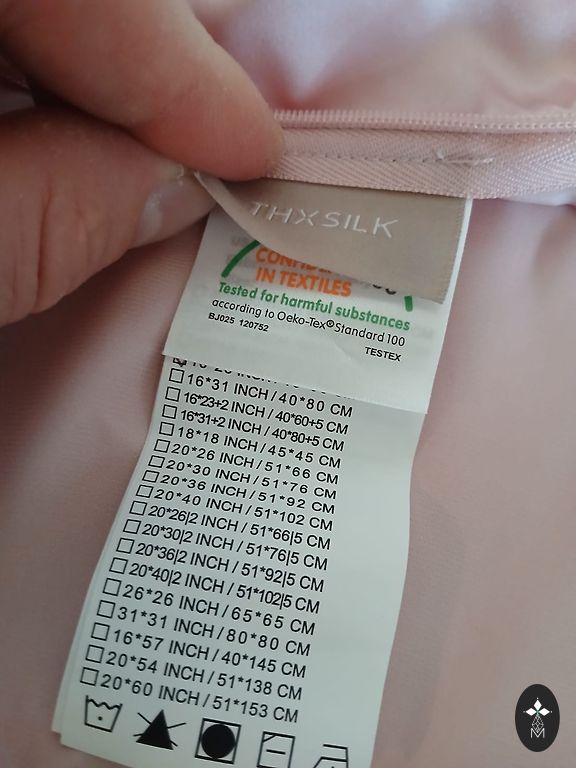 THXSILK
IN TEXTILES
Tested for harmful substances
according to Oeko-Tex®Standard 100
BJ025 120752
TESTEX
16*31 INCH / 40*80 CM
16*23+2 INCH / 40*60+5 CM
16*31+2 INCH / 40*80+5 CM
18*18 INCH / 45*45 CM
20*26 INCH / 51*66 CM
20*30 INCH / 51*76 CM
20*36 INCH / 51*92 CM
20*40 INCH / 51*102 CM
20*26|2 INCH / 51*66|5 CM
20*30|2 INCH / 51*76|5 CM
20*36|2 INCH / 51*92|5 CM
20*40|2 INCH / 51*102|5 CM
26*26 INCH / 65*65 CM
31*31 INCH / 80*80 CM
16*57 INCH / 40*145 CM
20*54 INCH / 51*138 CM
20*60 INCH / 51*153 CM
M